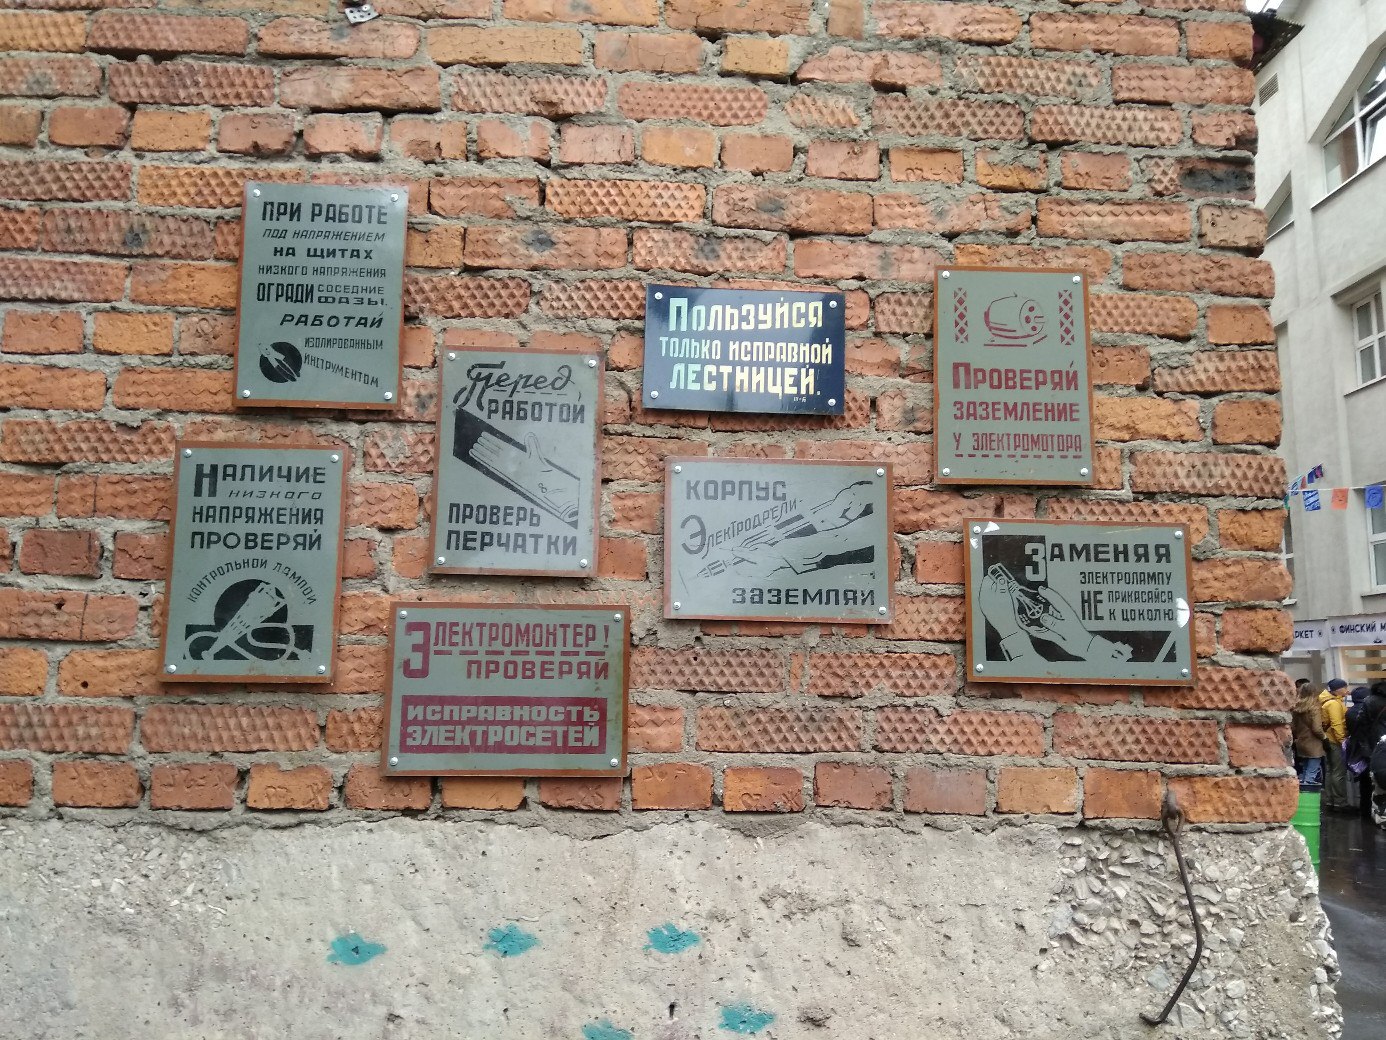 ПРИ РАБОТЕ
ПОД НАПРЯЖЕНИЕМ
НА ЩИТАХ
НИЗКОГО НАПРЯЖЕНИЯ
ОГРАДИ СОСЕДНИЕ
ФАЗЫ.
РАБОТАЙ
ИЗОЛИРОВАННЫМ
ИНСТРУМЕНТОМ
Перед
РАБОТОЙ
ПРОВЕРЬ
ПЕРЧАТКИ
Пользуйся
только исправной
лестницей.
Проверяй
заземление
у электромотора
Наличие
низкого
напряжения
проверяй
контрольной лампой
Корпус
Электродрели
заземляй
Заменяя
электролампу
не прикасайся
к цоколю
Электромонтер!
проверяй
исправность
электросетей
МАРКЕТ
ФИНСКИЙ